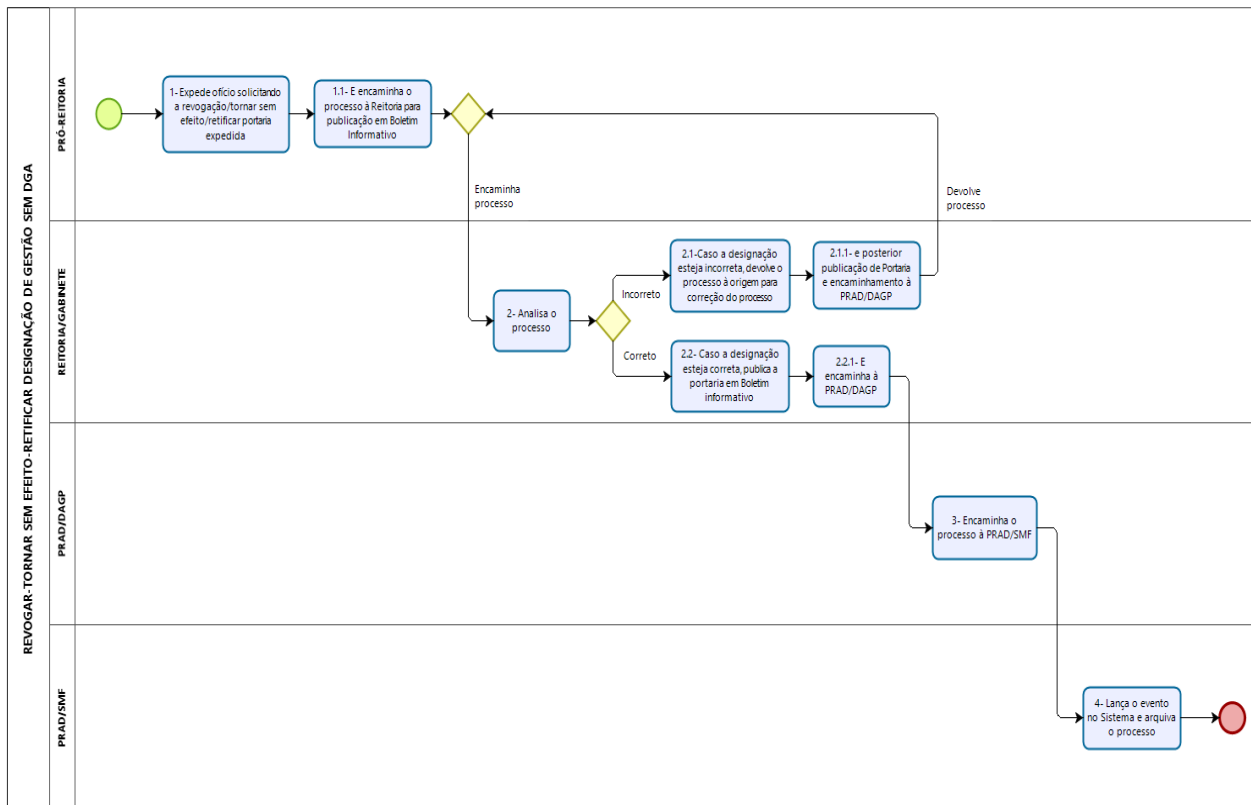 REVOGAR-TORNAR SEM EFEITO-RETIFICAR DESIGNAÇÃO DE GESTÃO SEM DGA
PRÓ-REITORIA
1- Expede ofício solicitando
a revogação/tornar sem
efeito/retificar portaria
expedida
1.1- E encaminha o
processo à Reitoria para
publicação em Boletim
Informativo
Encaminha
processo
Devolve
processo
REITORIA/GABINETE
2- Analisa o
processo
Incorreto
2.1-Caso a designação
esteja incorreta, devolve o
processo à origem para
correção do processo
2.1.1- e posterior
publicação de Portaria
e encaminhamento à
PRAD/DAGP
Correto
2.2- Caso a designação
esteja correta, publica a
portaria em Boletim
informativo
2.2.1- E
encaminha à
PRAD/DAGP
PRAD/DAGP
3- Encaminha o
processo à PRAD/SMF
PRAD/SMF
4- Lança o evento
no Sistema e arquiva
o processo